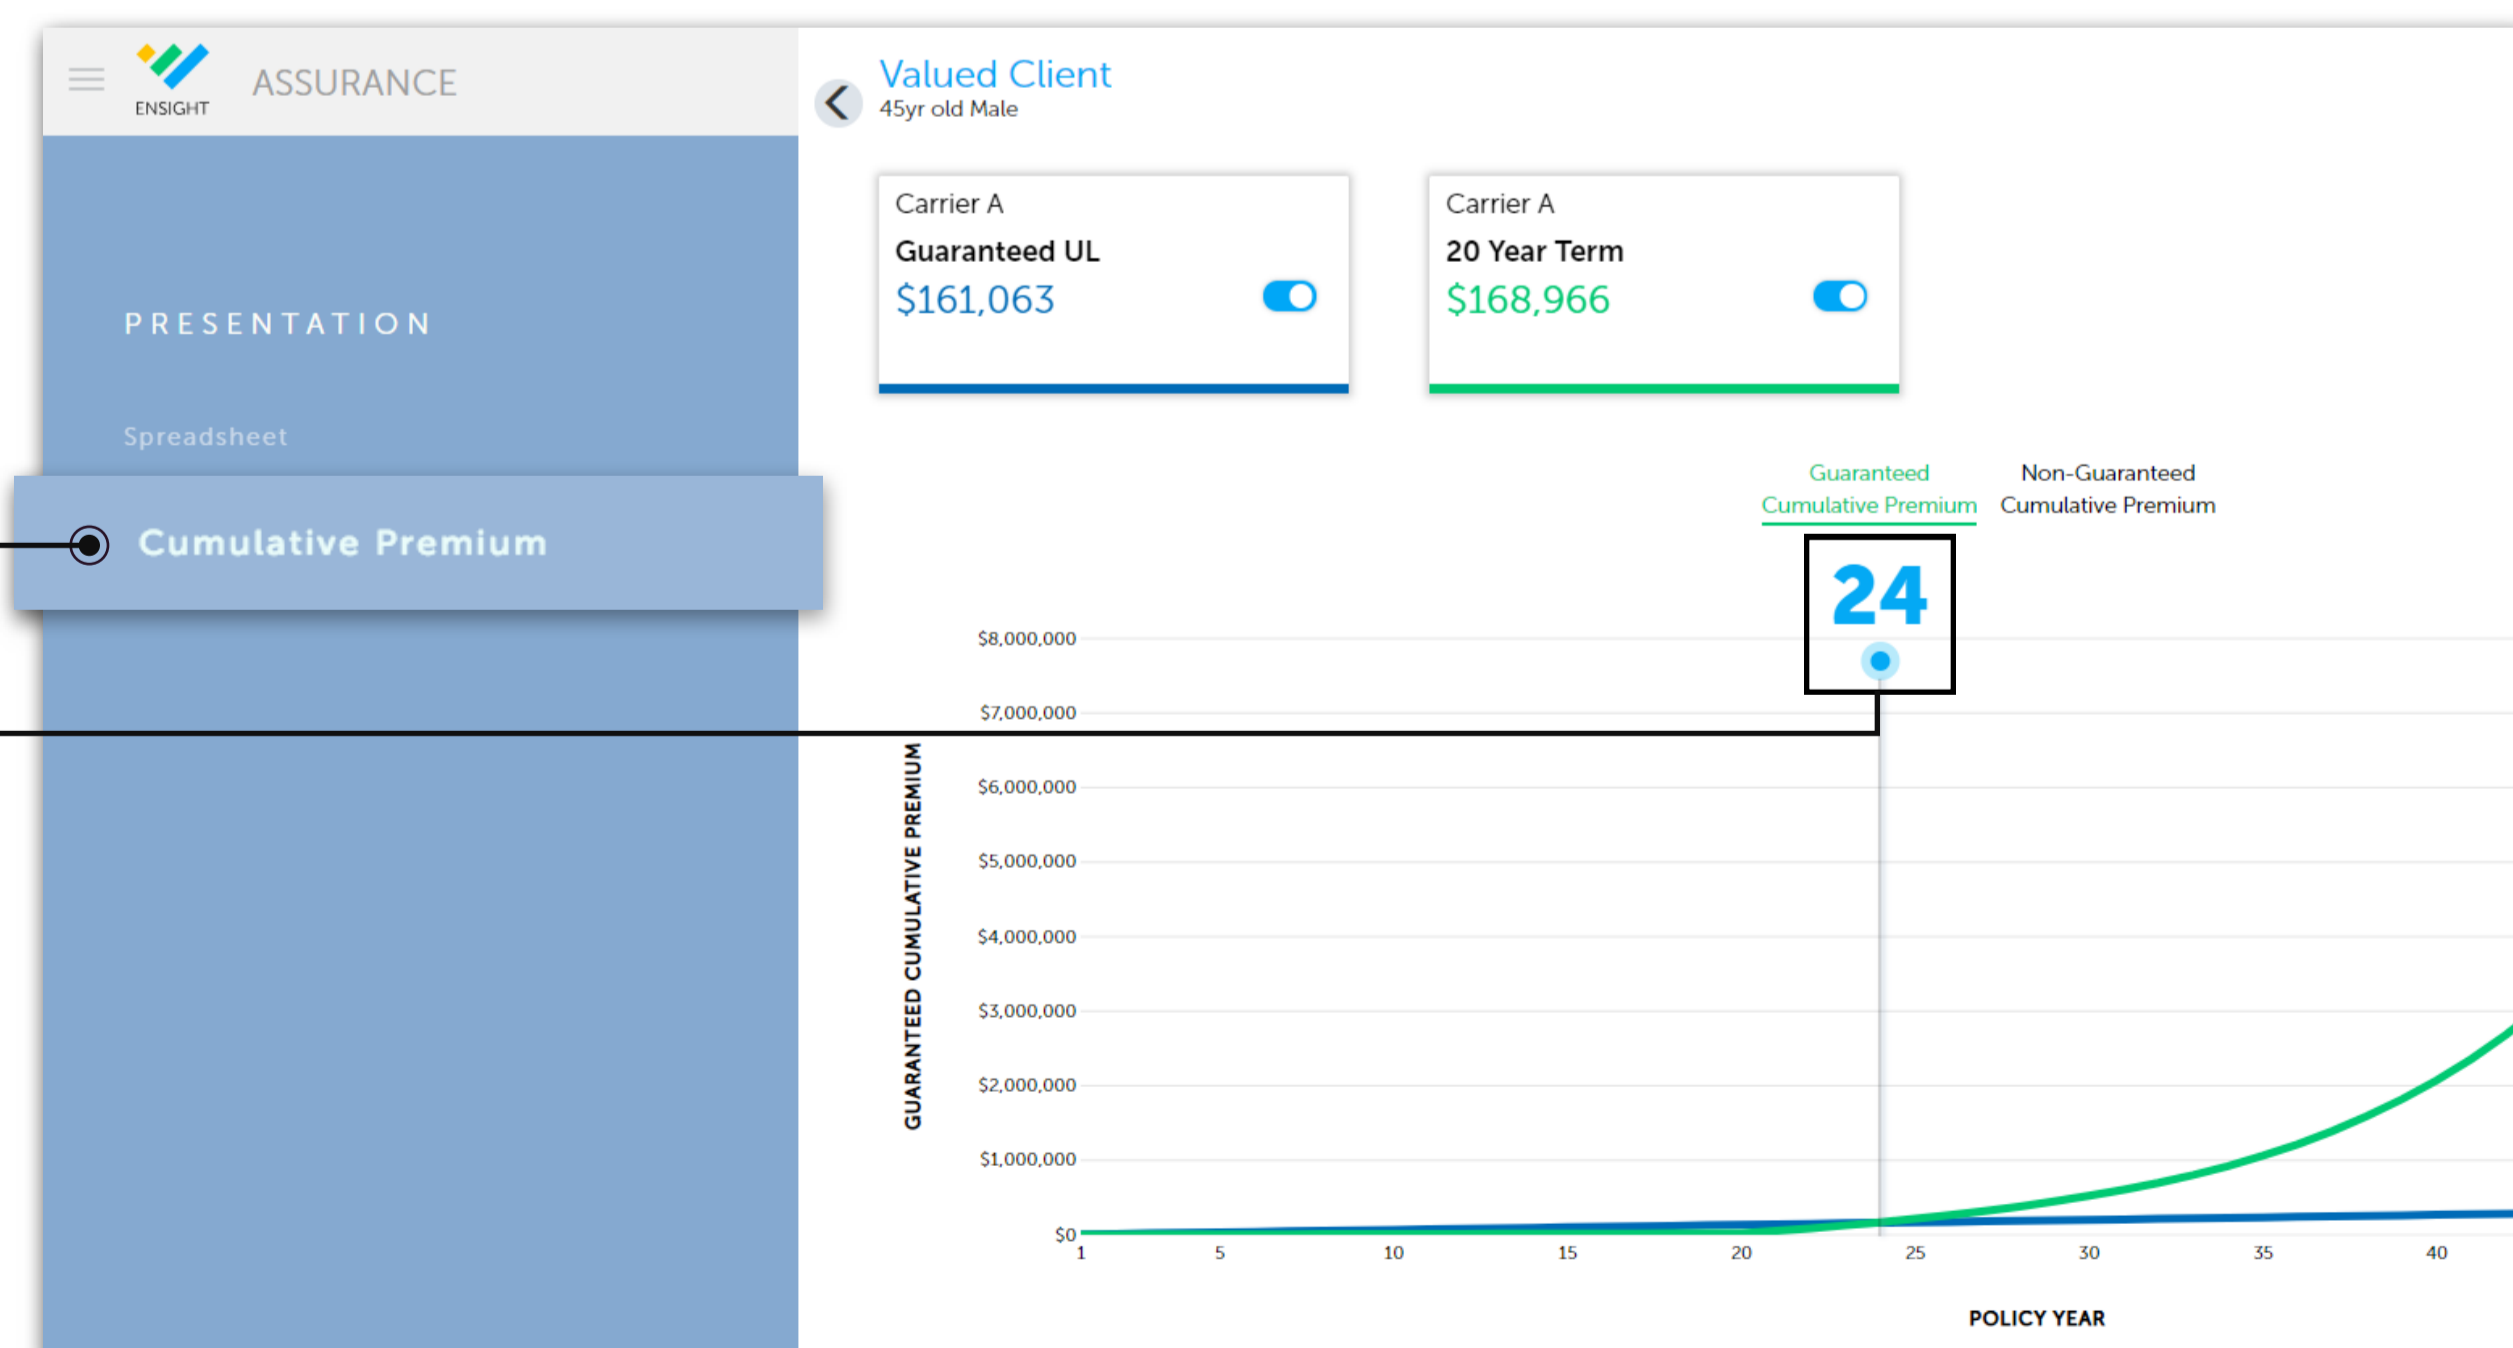 ENSIGHT
ASSURANCE
PRESENTATION
Spreadsheet
Cumulative Premium
Valued Client
45yr old Male
Carrier A
Guaranteed UL
$161,063
Carrier A
20 Year Term
$168,966
Guaranteed
Cumulative Premium
Non-Guaranteed
Cumulative Premium
24
GUARANTEED CUMULATIVE PREMIUM
$8,000,000
$7,000,000
$6,000,000
$5,000,000
$4,000,000
$3,000,000
$2,000,000
$1,000,000
$0
1 5 10 15 20 25 30 35 40
POLICY YEAR